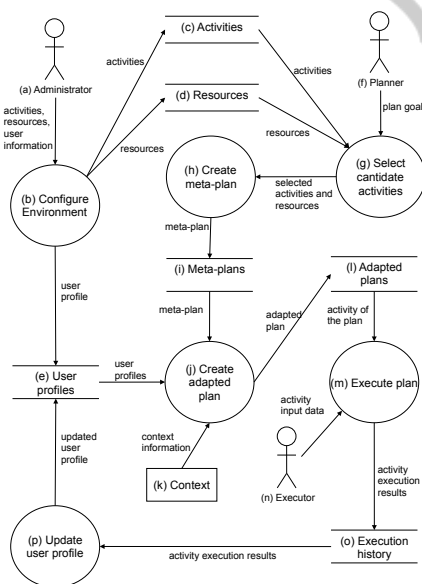 (c) Activities
(a) Administrator
activities
activities
(f) Planner
activities,
resources,
user
information
(d) Resources
plan goal
resources
resources
(b) Configure
Environment
(h) Create
meta-plan
(g) Select
cantidate
activities
selected
activities and
resources
meta-plan
user
profile
(i) Meta-plans
(l) Adapted
plans
meta-plan
adapted
plan
activity of
the plan
(e) User
profiles
user
profiles
(j) Create
adapted
plan
(m) Execute plan
activity
input data
updated
user profile
context
information
(k) Context
(n) Executor
activity
execution
results
(p) Update
user profile
activity execution results
(o) Execution
history